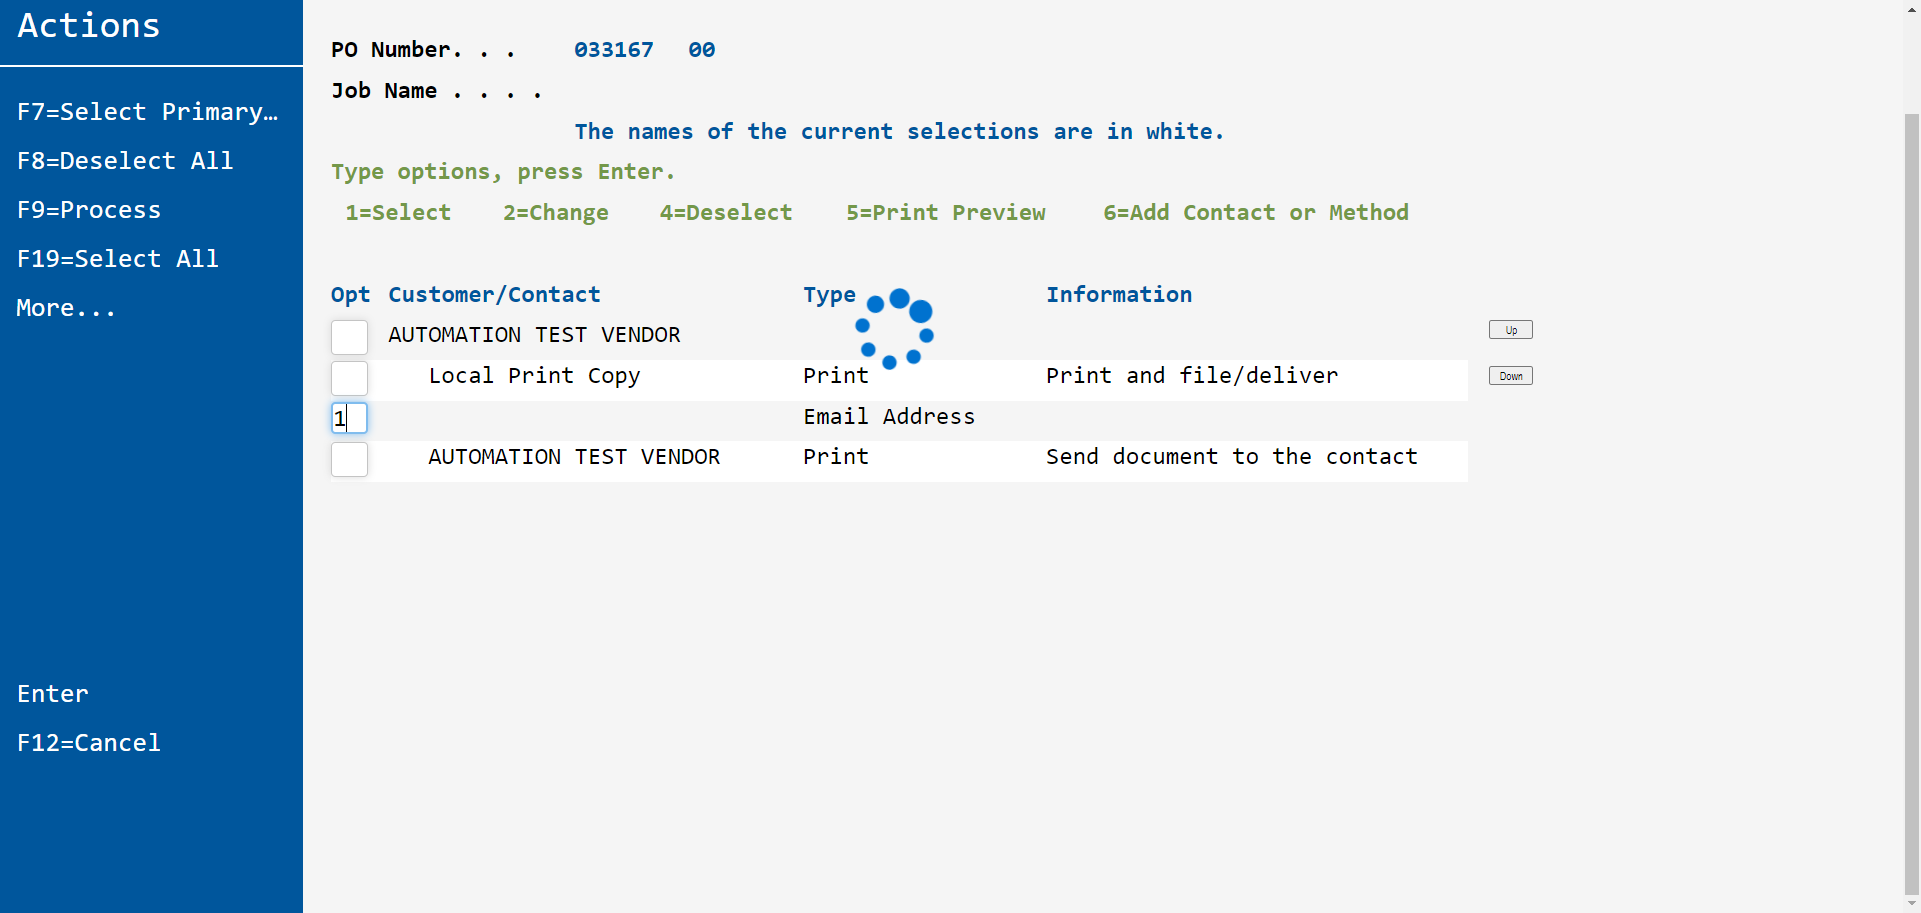 Actions
F7=Select Primary…
F8=Deselect All
F9=Process
F19=Select All
More...
Enter
F12=Cancel
PO Number. . . 033167 00
Job Name . . . .
The names of the current selections are in white.
Type options, press Enter.
1=Select 2=Change 4=Deselect 5=Print Preview 6=Add Contact or Method
Opt Customer/Contact Type Information
AUTOMATION TEST VENDOR Up
Local Print Copy Print Print and file/deliver Down
1 Email Address
AUTOMATION TEST VENDOR Print Send document to the contact